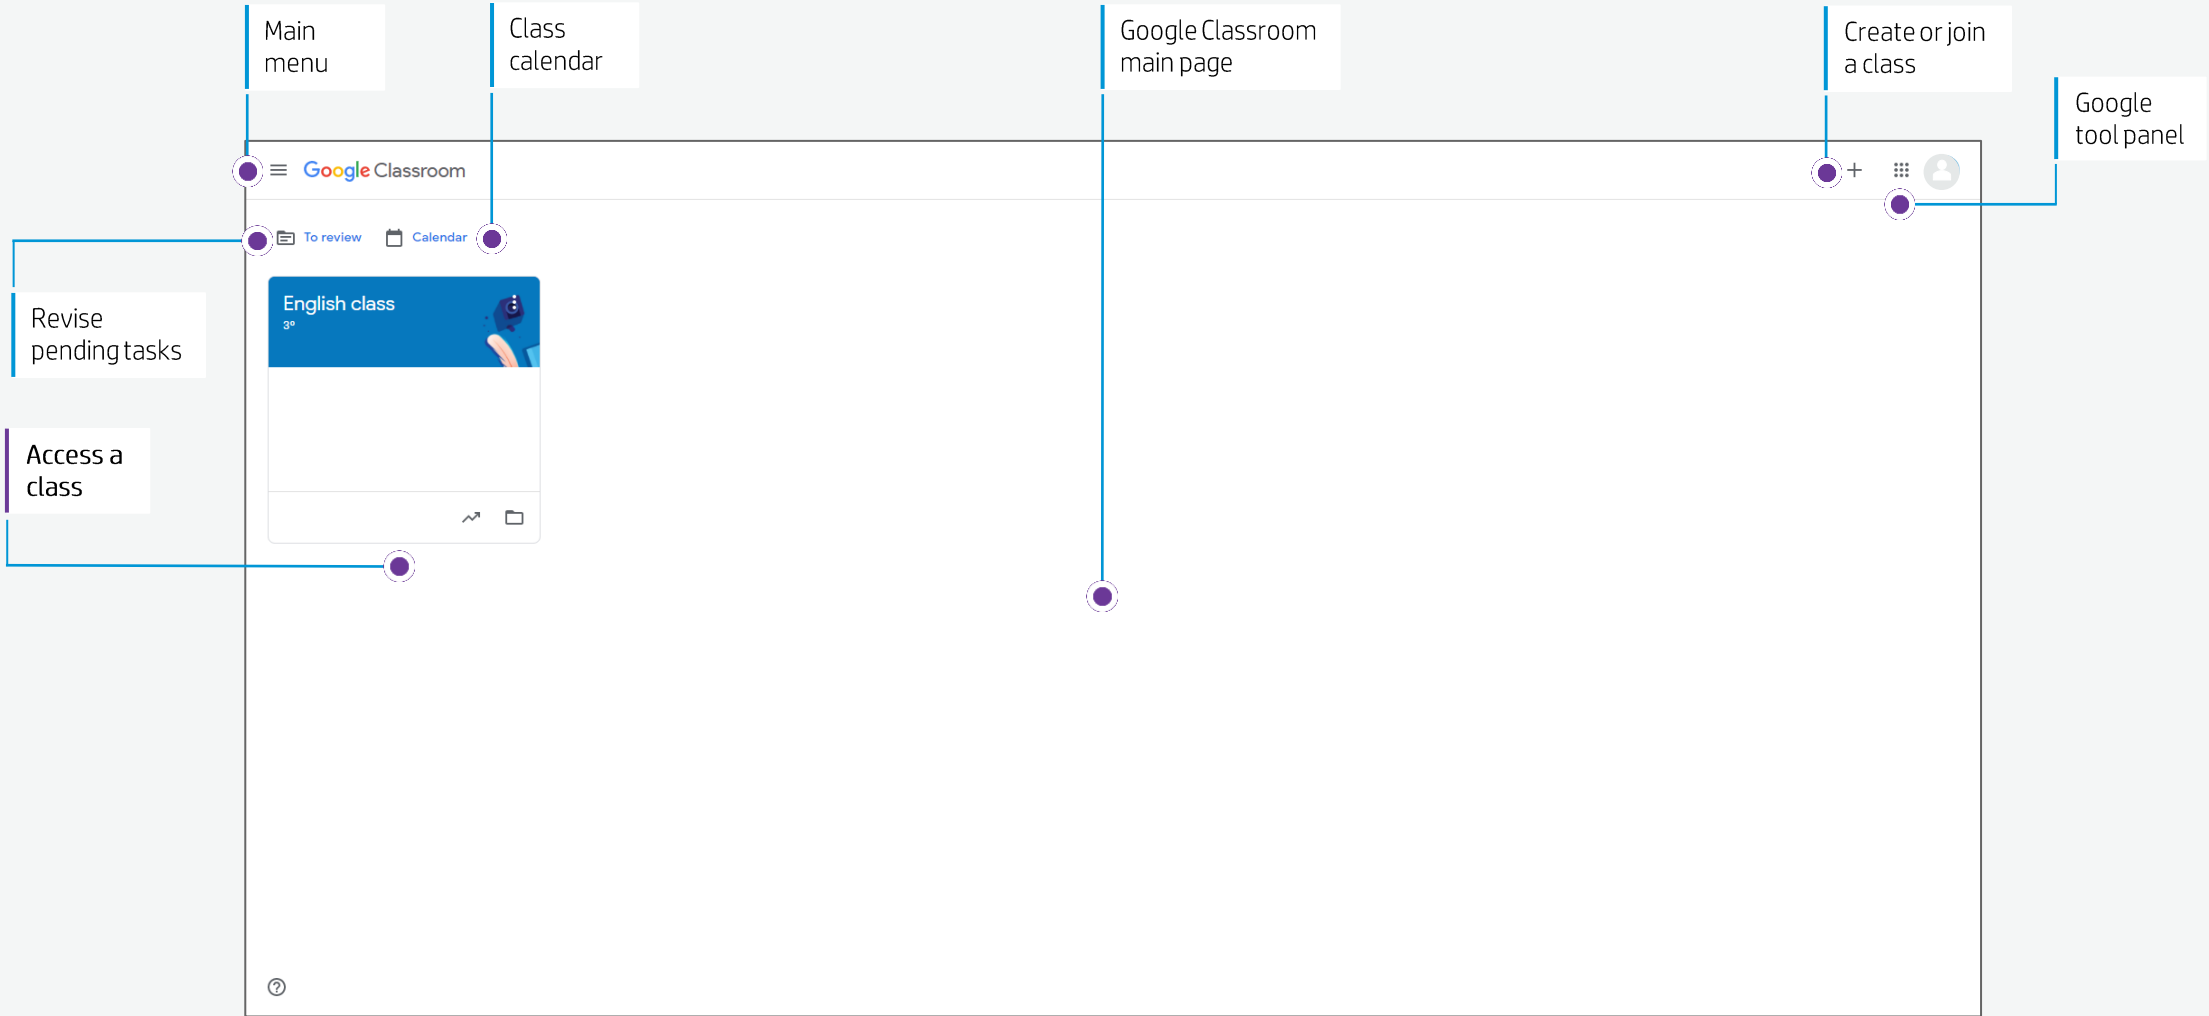 Main
menu
Class
calendar
Google Classroom
main page
Create or join
a class
Google
tool panel
Google Classroom
To review
Calendar
English class
3º
Revise
pending tasks
Access a
class